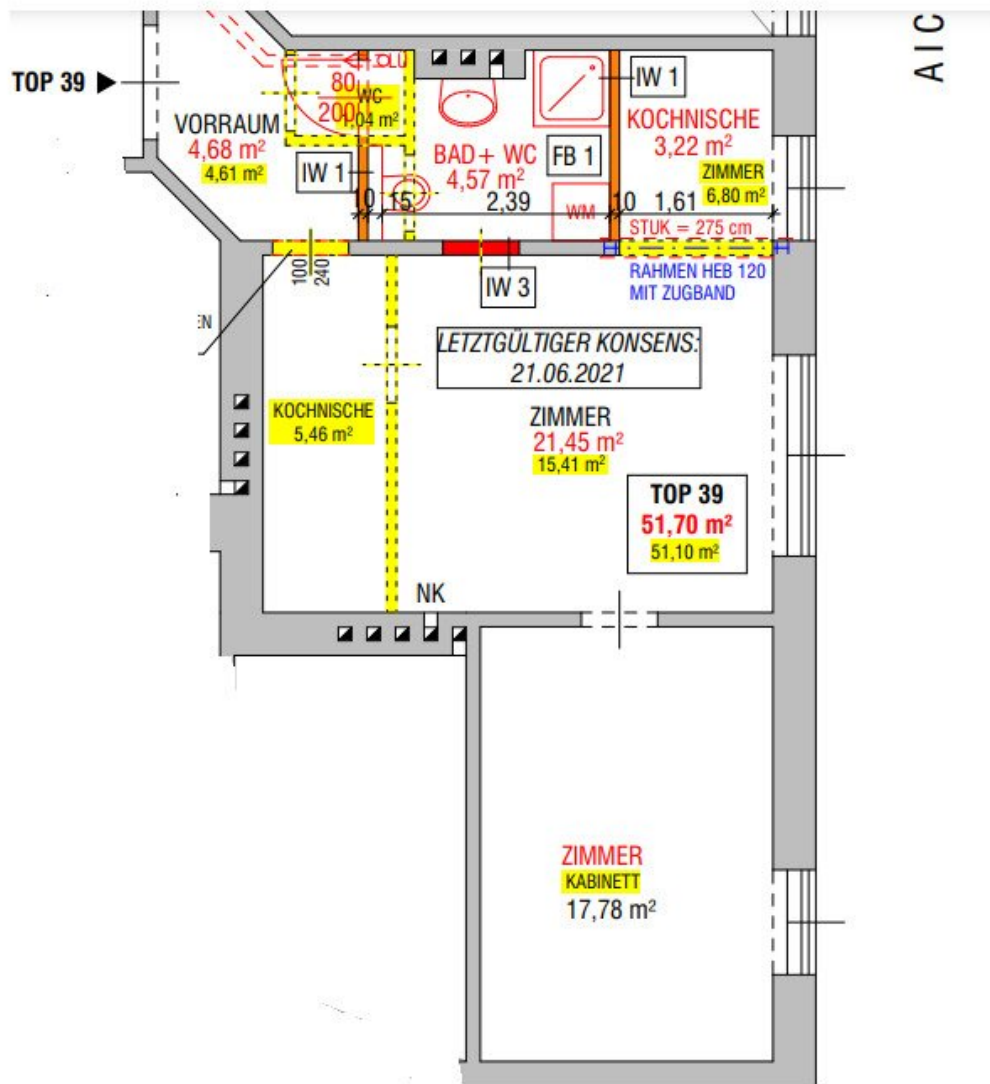 AIC
TOP 39
OLÜ
80
200
WC
1,04 m²
IW 1
VORRAUM
4,68 m²
4,61 m²
IW 1
BAD + WC
4,57 m²
FB 1
KOCHNISCHE
3,22 m²
ZIMMER
6,80 m²
10 15 2,39 10 1,61
WM
STUK = 275 cm
RAHMEN HEB 120
MIT ZUGBAND
100
240
IW 3
EN
LETZTGÜLTIGER KONSENS:
21.06.2021
KOCHNISCHE
5,46 m²
ZIMMER
21,45 m²
15,41 m²
TOP 39
51,70 m²
51,10 m²
NK
ZIMMER
KABINETT
17,78 m²